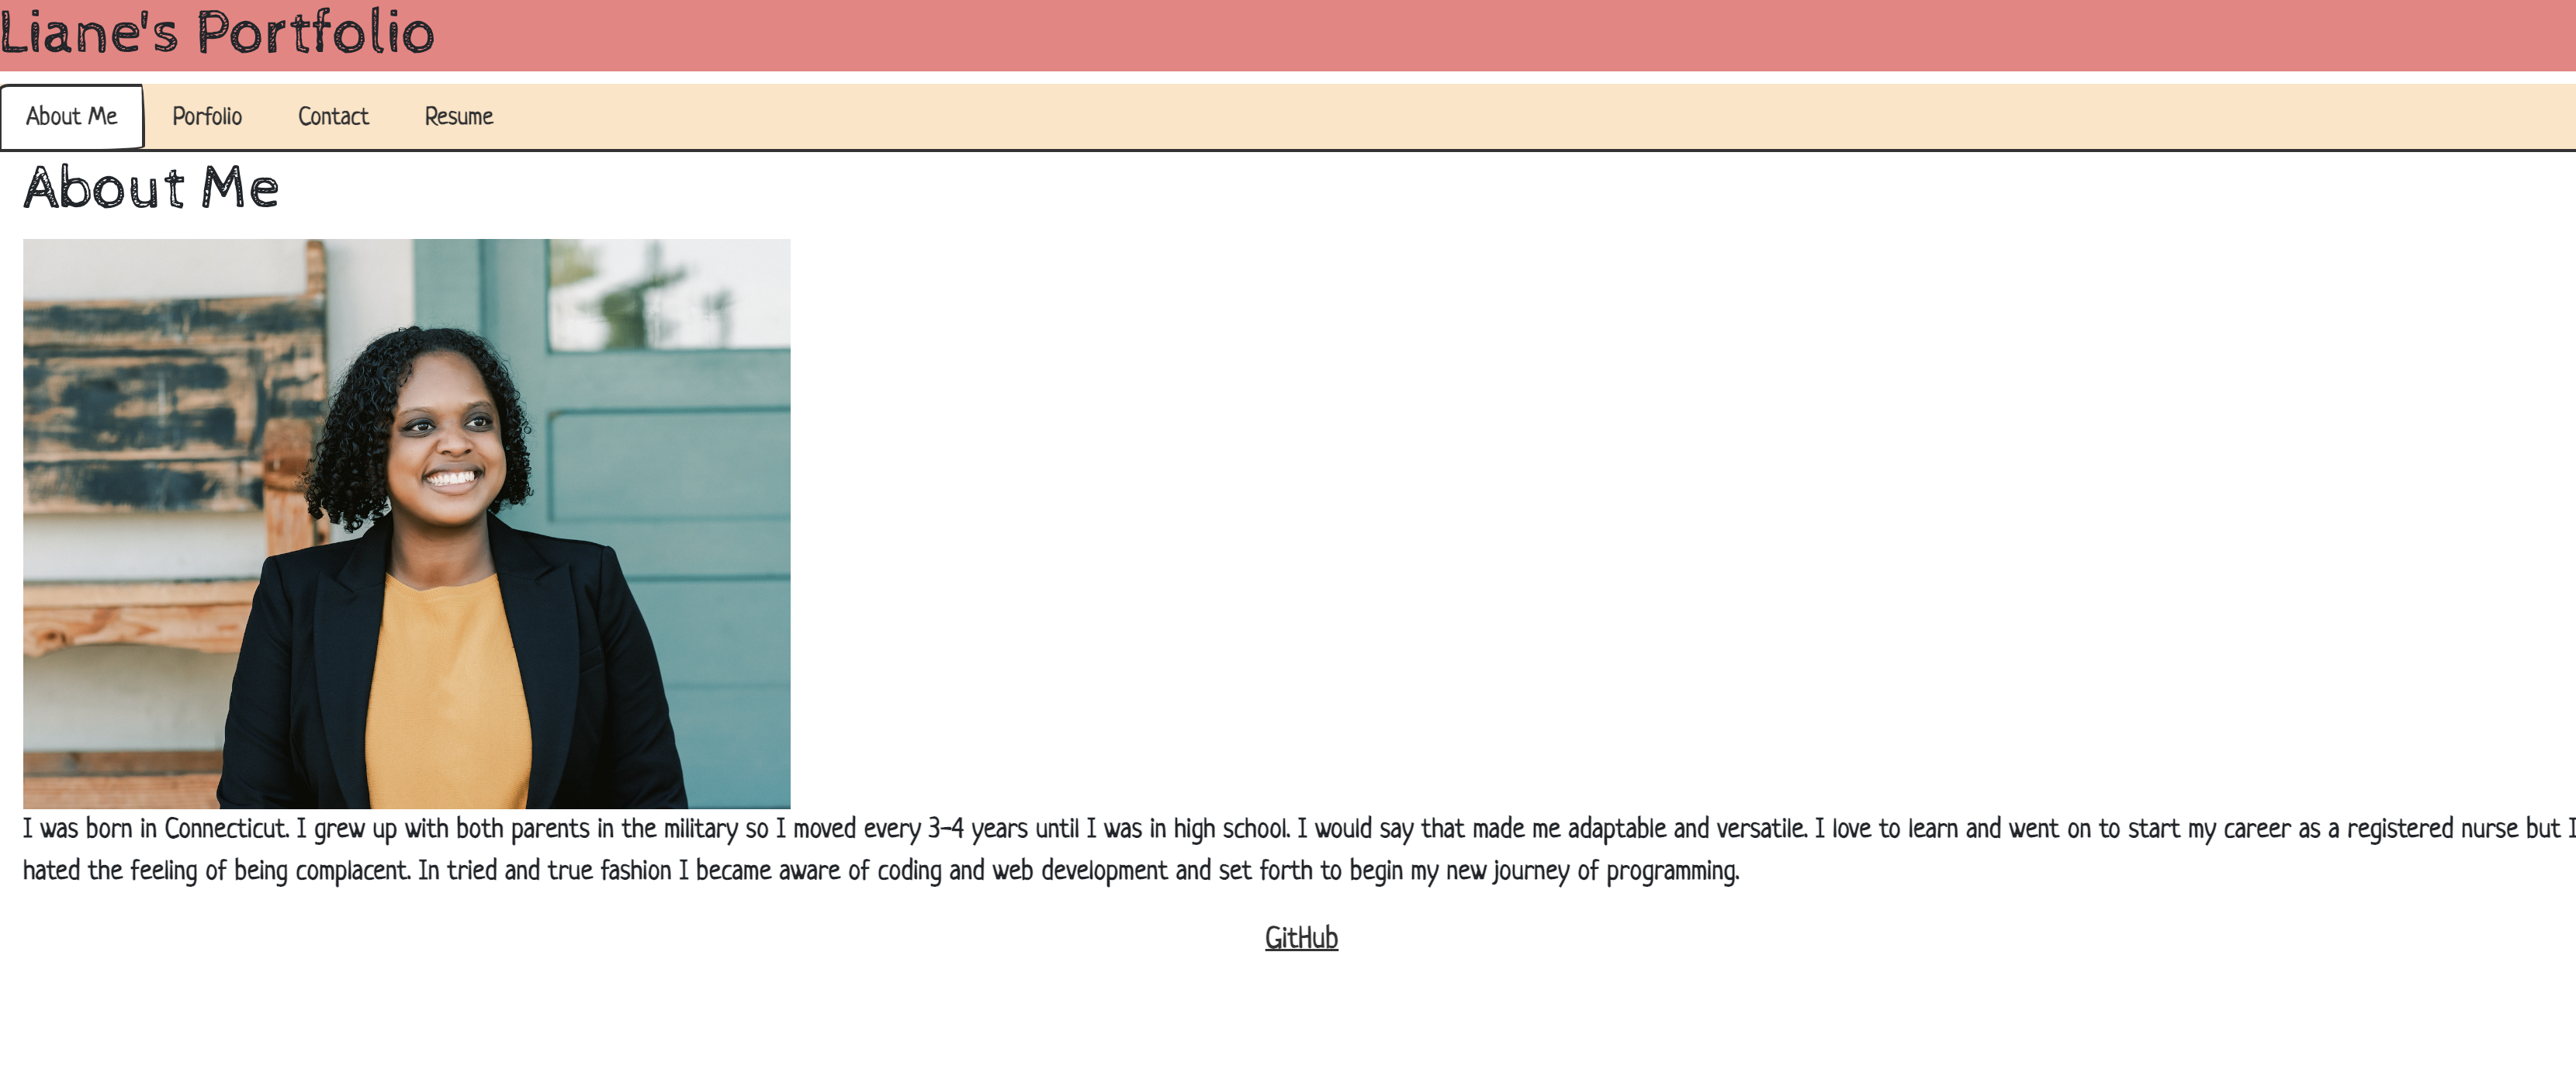 Liane's Portfolio
About Me Porfolio Contact Resume
About Me
I was born in Connecticut. I grew up with both parents in the military so I moved every 3-4 years until I was in high school. I would say that made me adaptable and versatile. I love to learn and went on to start my career as a registered nurse but I
hated the feeling of being complacent. In tried and true fashion I became aware of coding and web development and set forth to begin my new journey of programming.
GitHub